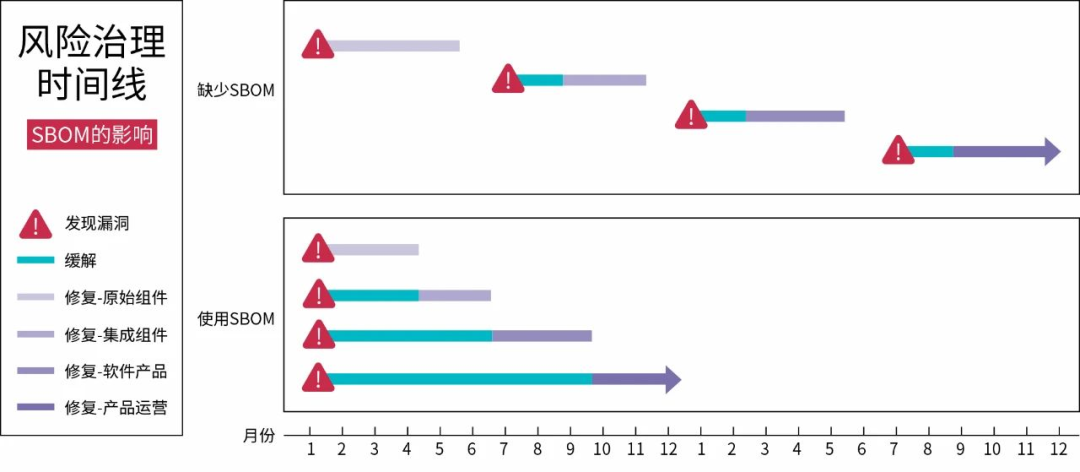 风险治理
时间线
SBOM的影响
发现漏洞
缓解
修复-原始组件
修复-集成组件
修复-软件产品
修复-产品运营
缺少SBOM
使用SBOM
月份
1 2 3 4 5 6 7 8 9 10 11 12 1 2 3 4 5 6 7 8 9 10 11 12